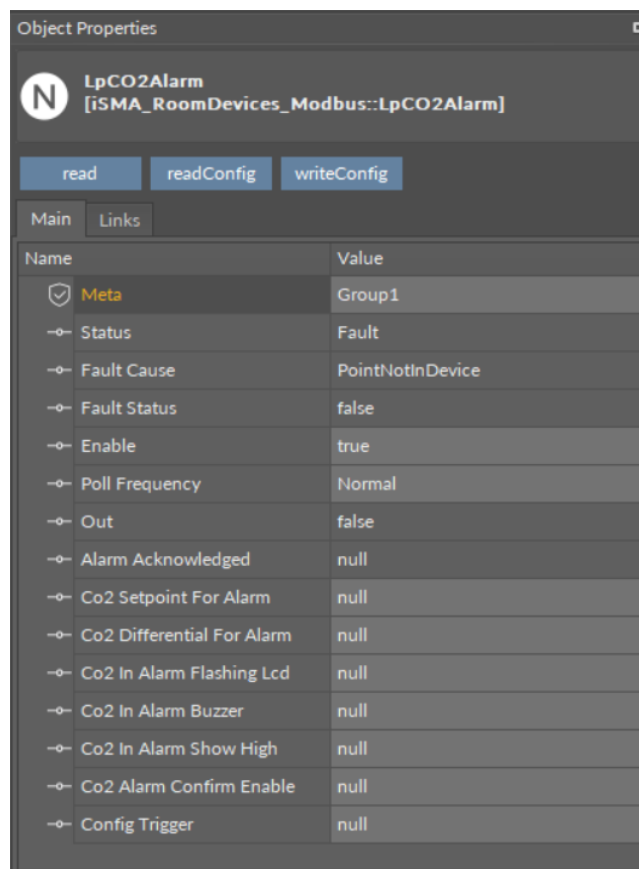 Object Properties
N
LpCO2Alarm
[iSMA_RoomDevices_Modbus::LpCO2Alarm]
read readConfig writeConfig
Main Links
Name Value
Meta Group1
Status Fault
Fault Cause PointNotInDevice
Fault Status false
Enable true
Poll Frequency Normal
Out false
Alarm Acknowledged null
Co2 Setpoint For Alarm null
Co2 Differential For Alarm null
Co2 In Alarm Flashing Lcd null
Co2 In Alarm Buzzer null
Co2 In Alarm Show High null
Co2 Alarm Confirm Enable null
Config Trigger null